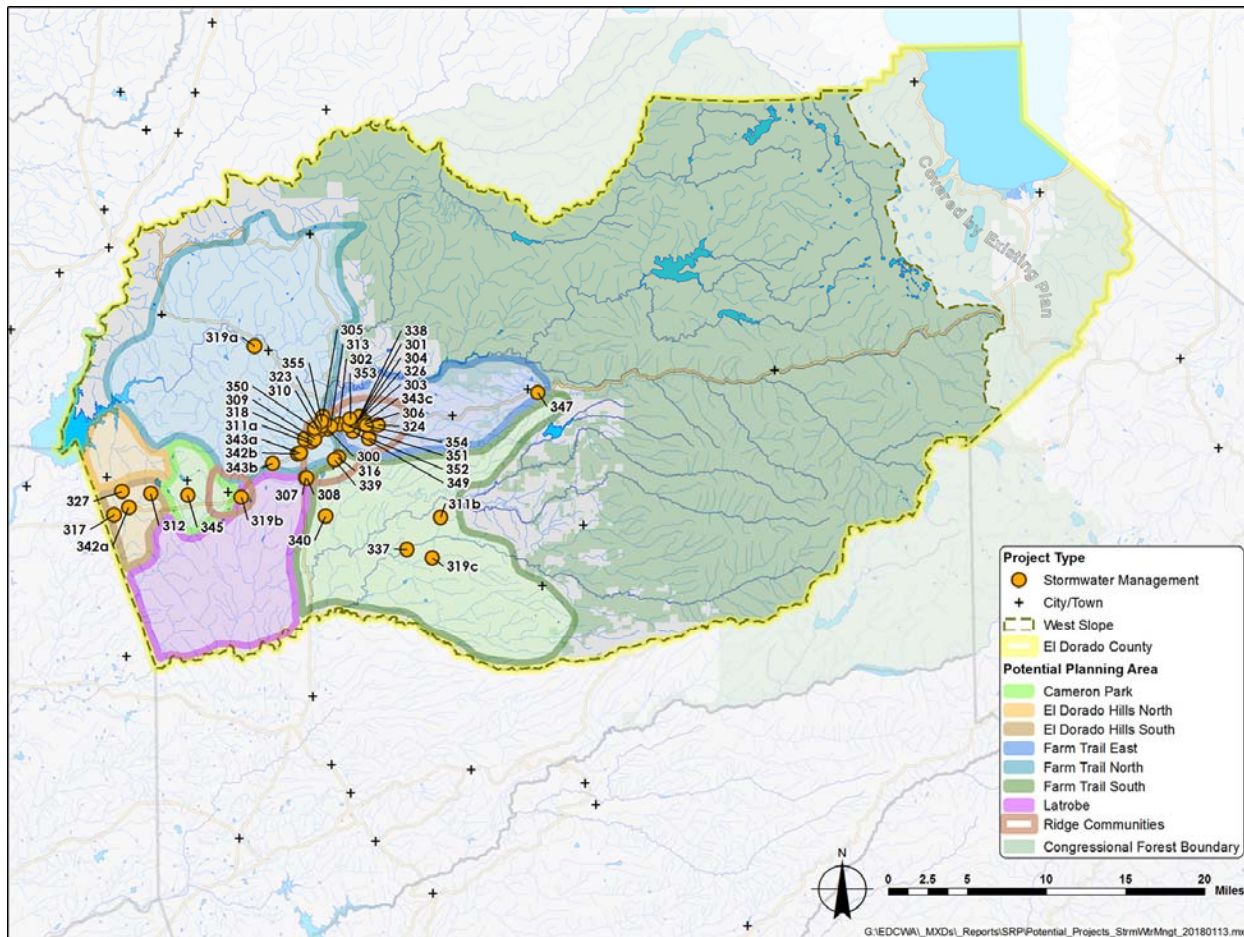 Covered by Existing Plan
305
338
313
301
302
304
319a
355
353
326
323
303
350
310
343c
309
306
347
318
324
311a
354
343a
351
342b
300
352
343b
316
349
339
327
307
308
311b
317
312
345
319b
340
342a
337
319c
Project Type
Stormwater Management
City/Town
West Slope
El Dorado County
Potential Planning Area
Cameron Park
El Dorado Hills North
El Dorado Hills South
Farm Trail East
Farm Trail North
Farm Trail South
Latrobe
Ridge Communities
Congressional Forest Boundary
N
0 2.5 5 10 15 20
Miles
G:\EDCWA\_MXDs\_Reports\SRP\Potential_Projects_StrmWtrMngt_20180113.mx